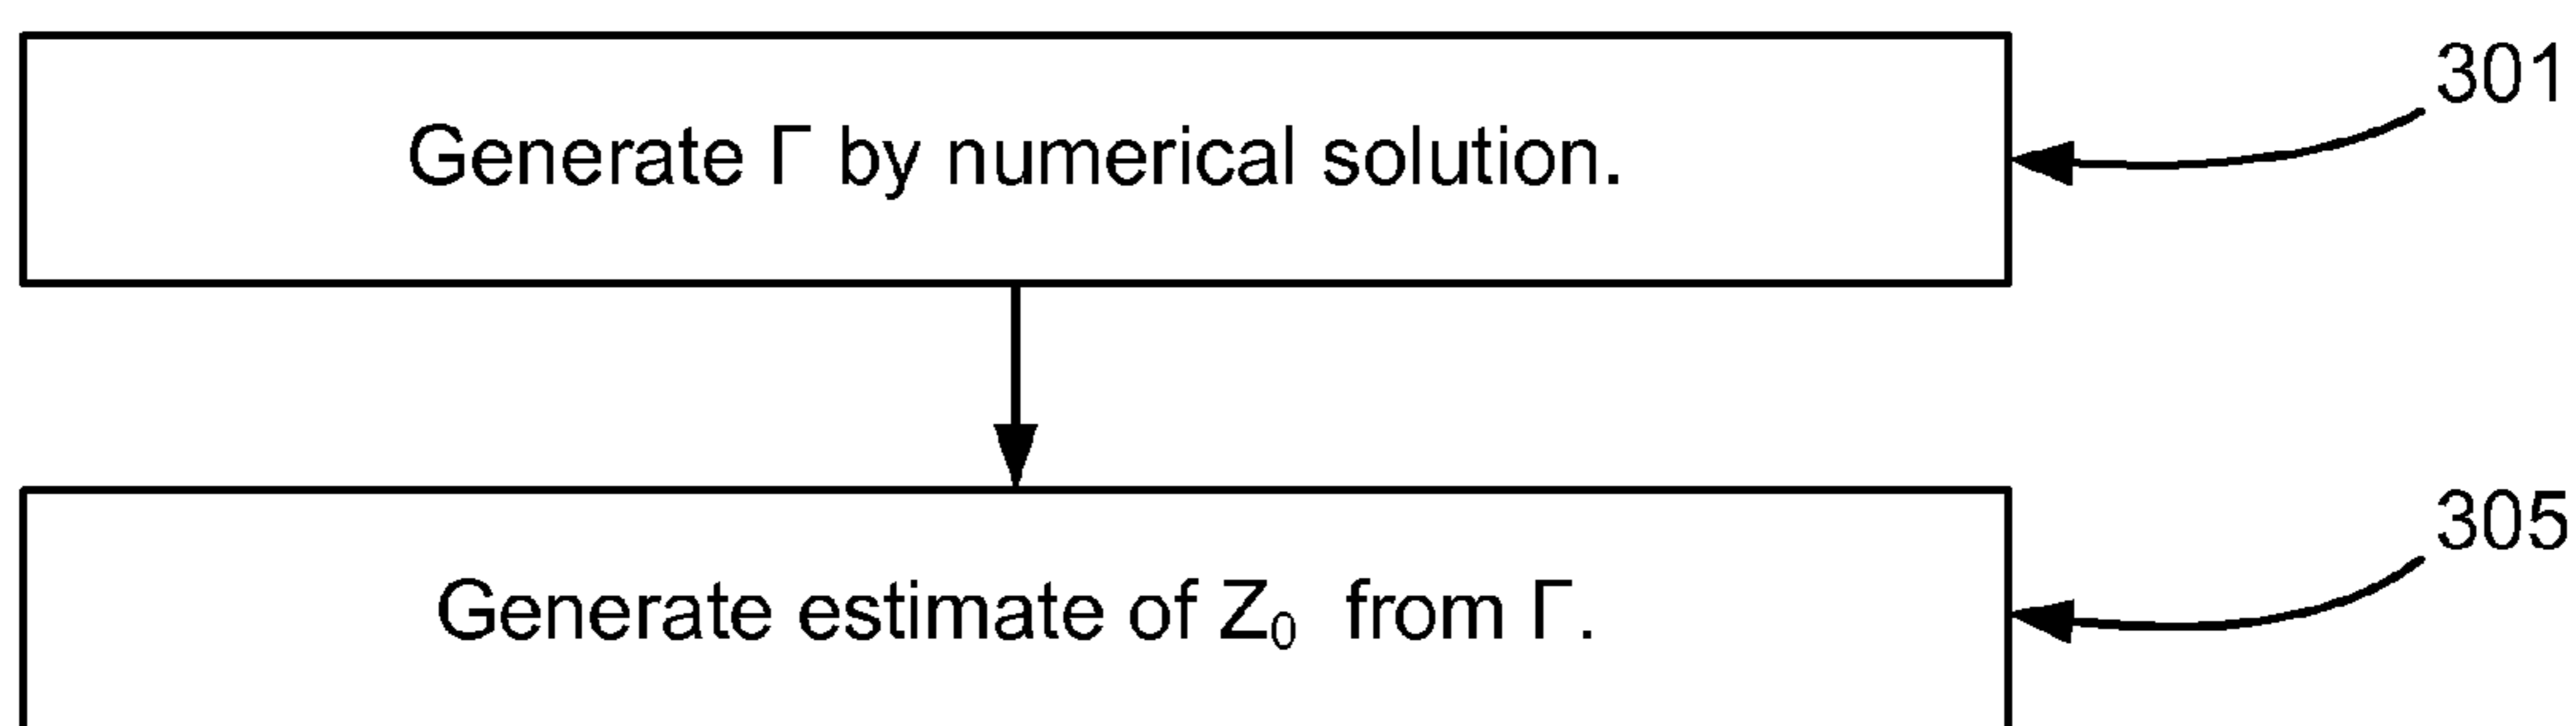 301
Generate Γ by numerical solution.
305
Generate estimate of Z₀ from Γ.